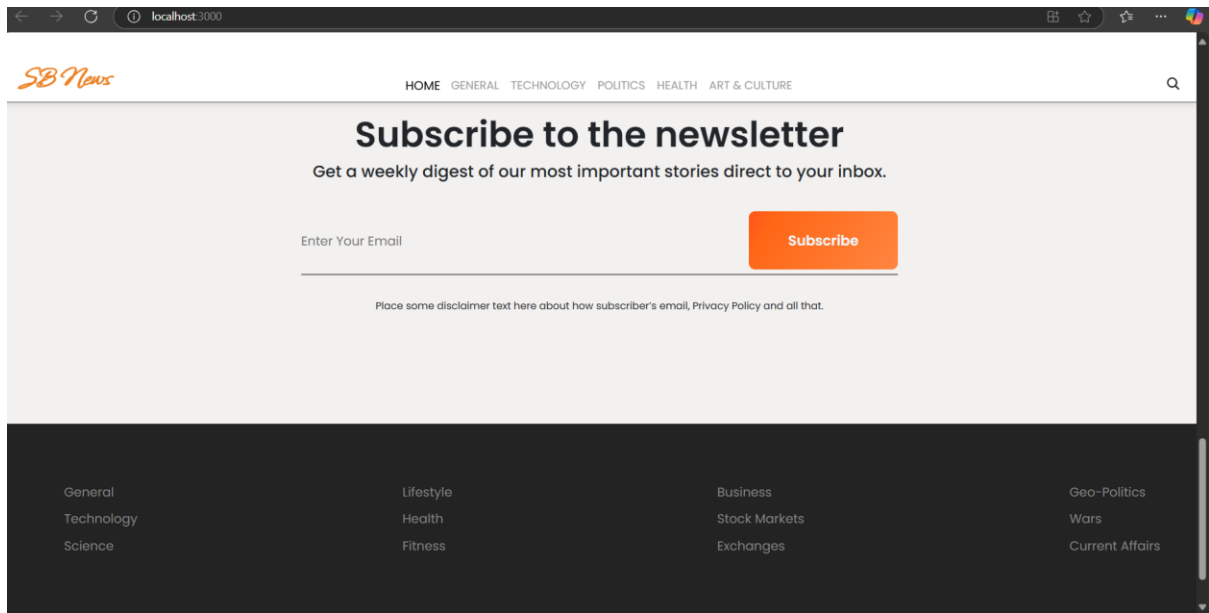 localhost:3000
SB News
HOME GENERAL TECHNOLOGY POLITICS HEALTH ART & CULTURE
Subscribe to the newsletter
Get a weekly digest of our most important stories direct to your inbox.
Enter Your Email
Subscribe
Place some disclaimer text here about how subscriber's email, Privacy Policy and all that.
General Lifestyle Business Geo-Politics
Technology Health Stock Markets Wars
Science Fitness Exchanges Current Affairs